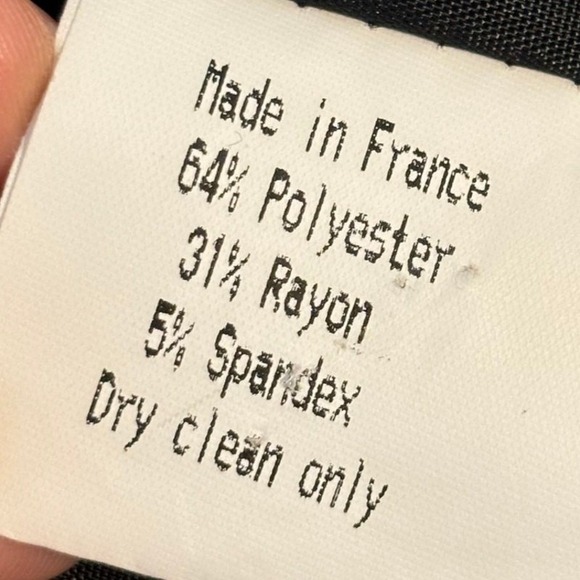 Made in France
64% Polyester
31% Rayon
5% Spandex
Dry clean only